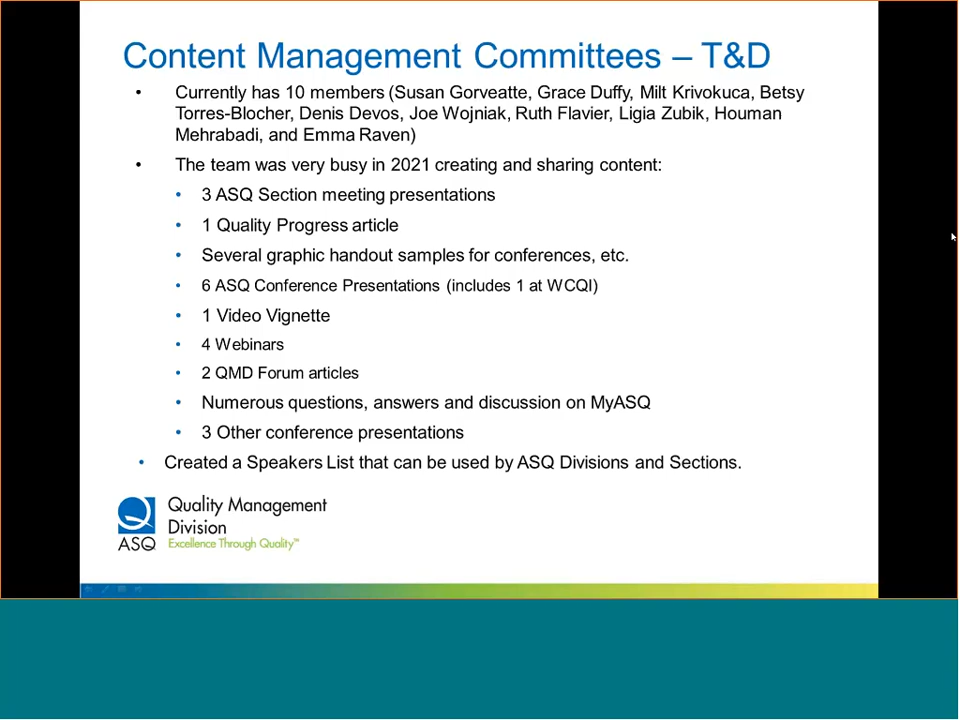 Content Management Committees – T&D
• Currently has 10 members (Susan Gorveatte, Grace Duffy, Milt Krivokuca, Betsy
Torres-Blocher, Denis Devos, Joe Wojniak, Ruth Flavier, Ligia Zubik, Houman
Mehrabadi, and Emma Raven)
• The team was very busy in 2021 creating and sharing content:
• 3 ASQ Section meeting presentations
• 1 Quality Progress article
• Several graphic handout samples for conferences, etc.
• 6 ASQ Conference Presentations (includes 1 at WCQI)
• 1 Video Vignette
• 4 Webinars
• 2 QMD Forum articles
• Numerous questions, answers and discussion on MyASQ
• 3 Other conference presentations
• Created a Speakers List that can be used by ASQ Divisions and Sections.
Quality Management
Division
ASQ Excellence Through Quality™